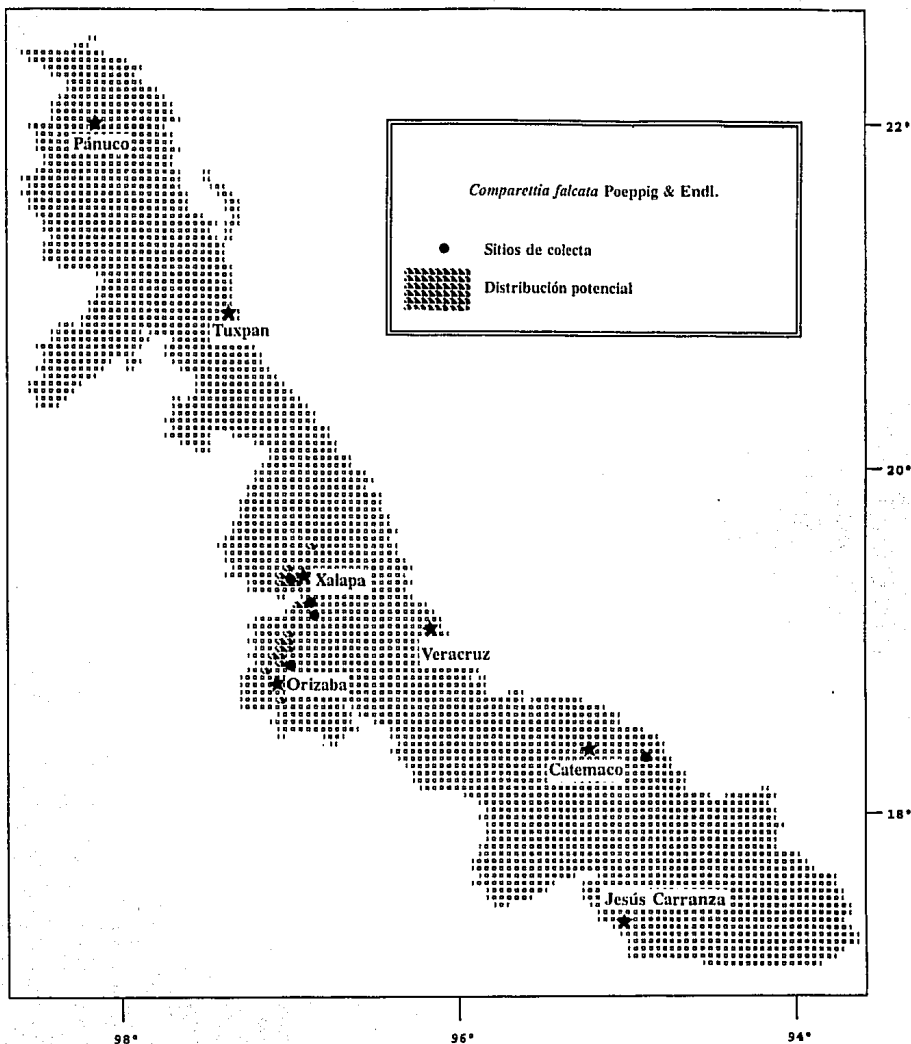 Pánuco
22°
Comparettia falcata Poeppig & Endl.
Sitios de colecta
Distribución potencial
Tuxpan
20°
Xalapa
Veracruz
Orizaba
Catemaco
18°
Jesús Carranza
98°
96°
94°